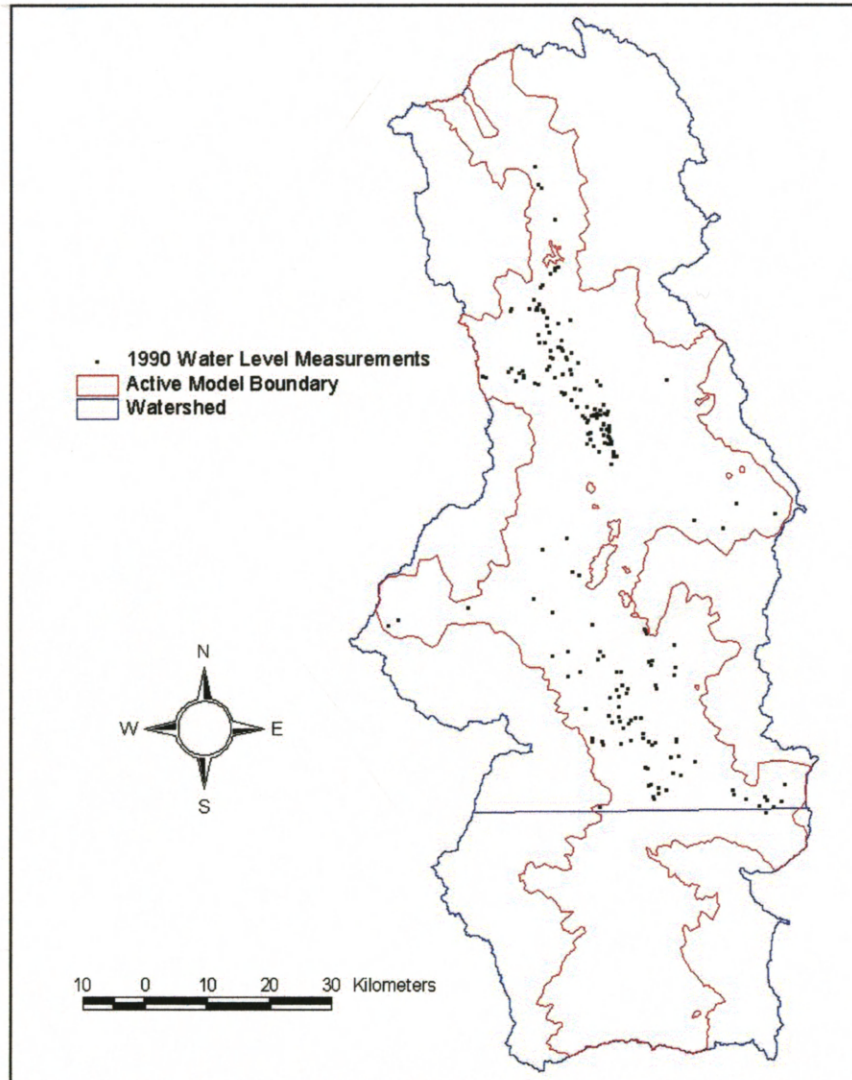 1990 Water Level Measurements
Active Model Boundary
Watershed
N
W E
S
10 0 10 20 30 Kilometers